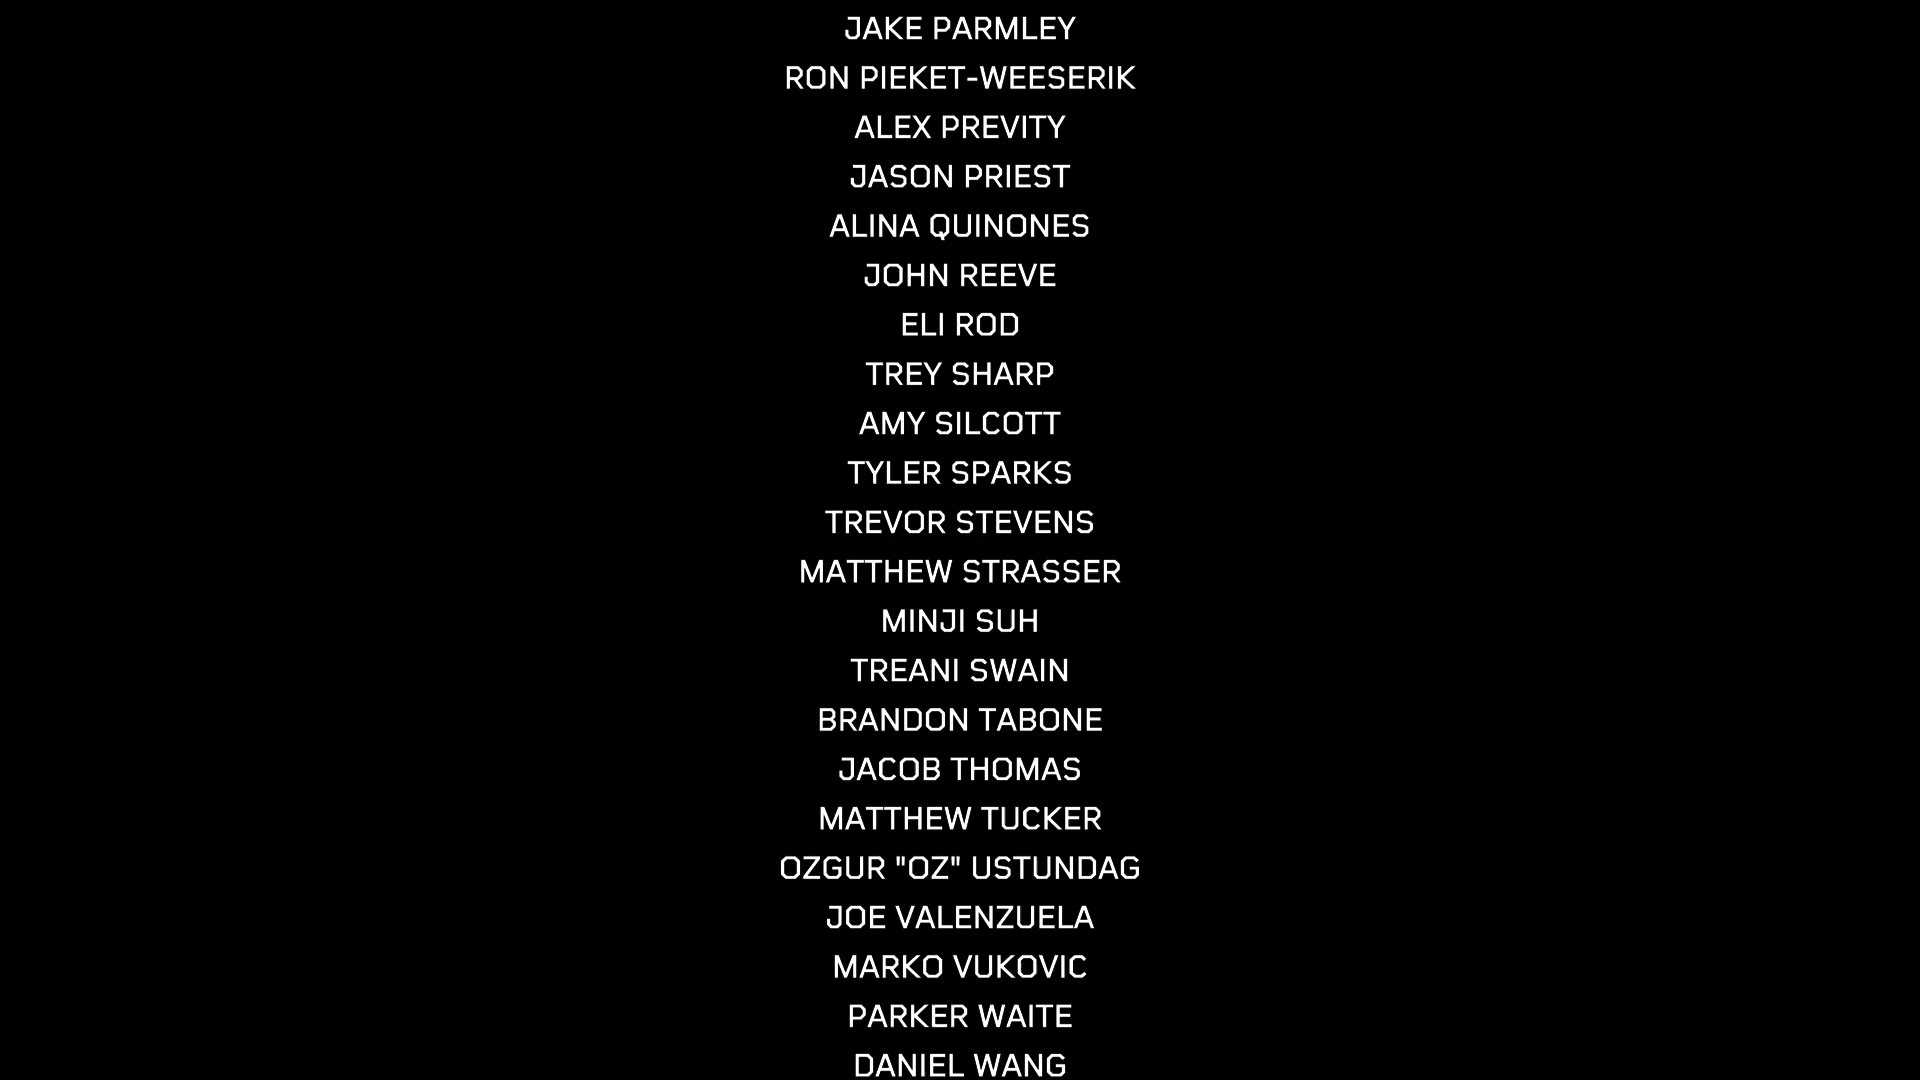 JAKE PARMLEY
RON PIEKET-WEESERIK
ALEX PREVITY
JASON PRIEST
ALINA QUINONES
JOHN REEVE
ELI ROD
TREY SHARP
AMY SILCOTT
TYLER SPARKS
TREVOR STEVENS
MATTHEW STRASSER
MINJI SUH
TREANI SWAIN
BRANDON TABONE
JACOB THOMAS
MATTHEW TUCKER
OZGUR "OZ" USTUNDAG
JOE VALENZUELA
MARKO VUKOVIC
PARKER WAITE
DANIEL WANG